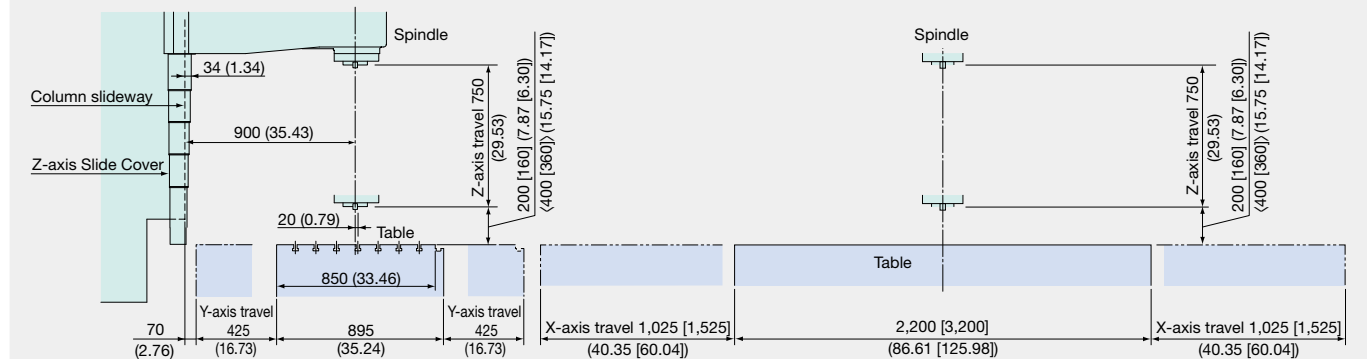 Spindle
34 (1.34)
Column slideway
900 (35.43)
Z-axis Slide Cover
Z-axis travel 750
(29.53)
200 [160] (7.87 [6.30])
〈400 [360]〉(15.75 [14.17])
20 (0.79)
Table
850 (33.46)
70
(2.76)
Y-axis travel
425
(16.73)
895
(35.24)
Y-axis travel
425
(16.73)
Spindle
Z-axis travel 750
(29.53)
200 [160] (7.87 [6.30])
〈400 [360]〉(15.75 [14.17])
Table
X-axis travel 1,025 [1,525]
(40.35 [60.04])
2,200 [3,200]
(86.61 [125.98])
X-axis travel 1,025 [1,525]
(40.35 [60.04])